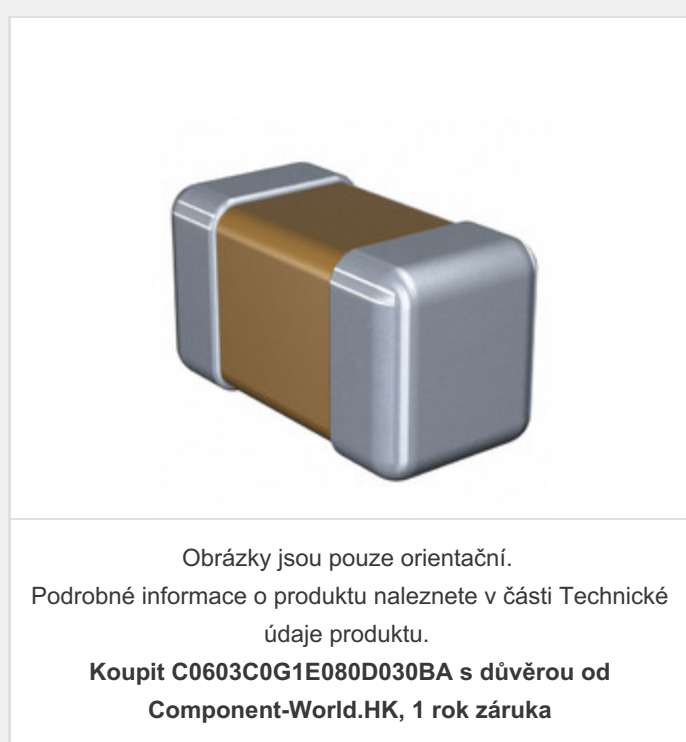 Obrázky jsou pouze orientační.
Podrobné informace o produktu naleznete v části Technické
údaje produktu.
Koupit C0603C0G1E080D030BA s důvěrou od
Component-World.HK, 1 rok záruka